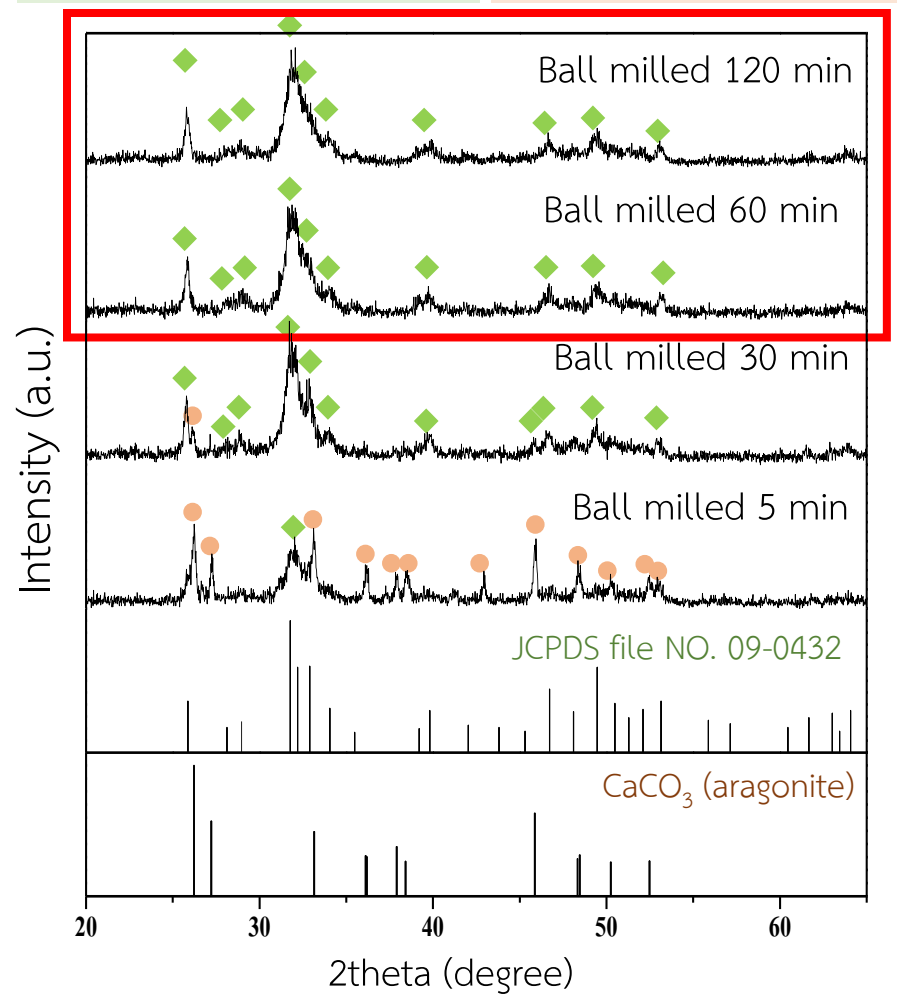 Ball milled 120 min
Ball milled 60 min
Ball milled 30 min
Ball milled 5 min
JCPDS file NO. 09-0432
CaCO₃ (aragonite)
Intensity (a.u.)
20 30 40 50 60
2theta (degree)